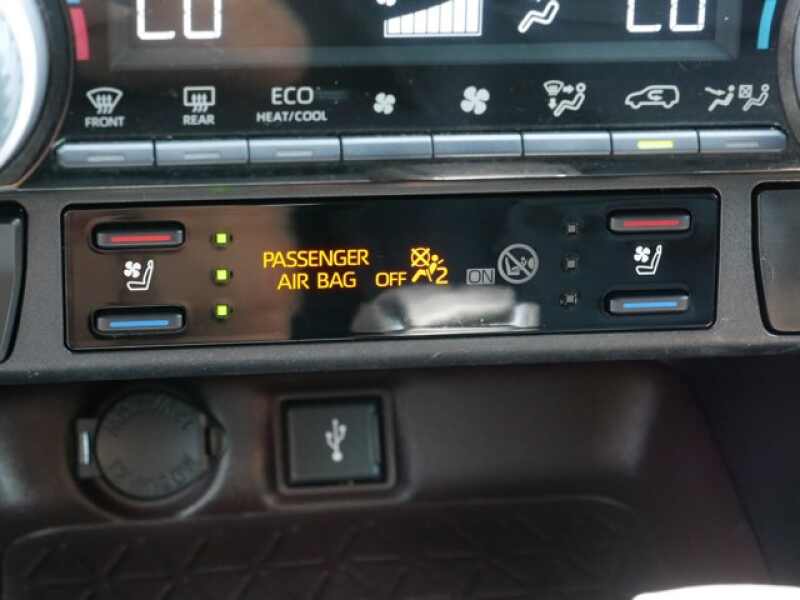 LO LO
FRONT REAR ECO
HEAT/COOL
PASSENGER
AIR BAG OFF 2 ON